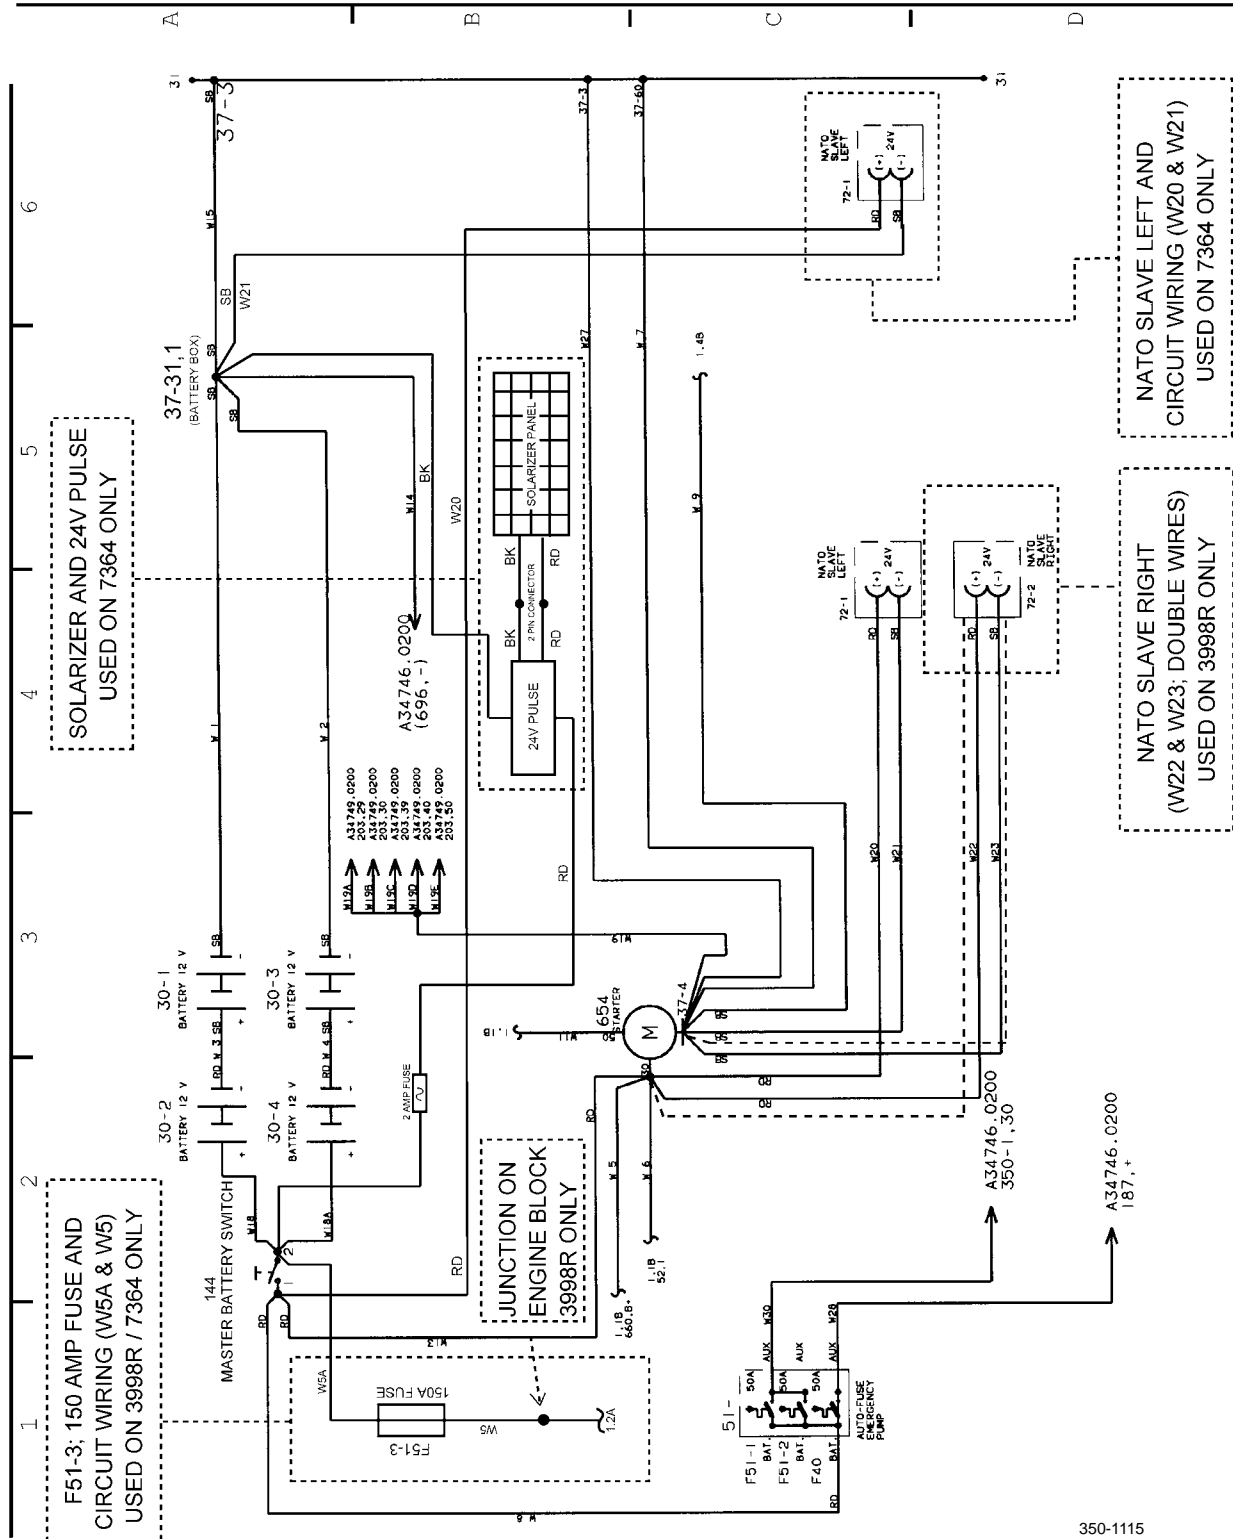 A
B
C
D
6
5
4
3
2
1
31
SB
37-3
37-3
37-60
31
W15
SB
W21
SB
37-31,1
(BATTERY BOX)
SB
SB
SOLARIZER AND 24V PULSE
USED ON 7364 ONLY
W14
BK
W20
SOLARIZER PANEL
BK
RD
2 PIN CONNECTOR
BK
RD
24V PULSE
RD
A34746.0200
(696,-)
W27
W 7
1.4B
W 9
NATO
SLAVE
LEFT
72-1
(+)
24V
(-)
RD
SB
NATO SLAVE LEFT AND
CIRCUIT WIRING (W20 & W21)
USED ON 7364 ONLY
NATO
SLAVE
LEFT
72-1
(+)
24V
(-)
RD
SB
(+)
24V
(-)
NATO
SLAVE
RIGHT
72-2
RD
SB
NATO SLAVE RIGHT
(W22 & W23; DOUBLE WIRES)
USED ON 3998R ONLY
W 1
W 2
W19A
A34749.0200
203.29
W19B
A34749.0200
203.30
W19C
A34749.0200
203.39
W19D
A34749.0200
203.40
W19E
A34749.0200
203.50
W19
W20
W21
W22
W23
30-1
BATTERY 12 V
-
+
SB
RD W 3 SB
30-3
BATTERY 12 V
-
+
SB
RD W 4 SB
30-2
BATTERY 12 V
-
+
30-4
BATTERY 12 V
-
+
W18
W18A
144
MASTER BATTERY SWITCH
2
1
2 AMP FUSE
RD
RD
RD
RD
W13
654
STARTER
M
50
30
37-4
W11
1.1B
SB
SB
SB
RD
RD
W 5
W 6
1.1B
660.B+
1.1B
52.1
JUNCTION ON
ENGINE BLOCK
3998R ONLY
F51-3; 150 AMP FUSE AND
CIRCUIT WIRING (W5A & W5)
USED ON 3998R / 7364 ONLY
W5A
150A FUSE
F51-3
W5
1.2A
W 8
RD
51-
F51-1
BAT.
50A
AUX
W30
F51-2
BAT.
50A
AUX
F40
BAT.
50A
AUX
W28
AUTO-FUSE
EMERGENCY
PUMP
A34746.0200
350-1,30
A34746.0200
187,+
350-1115